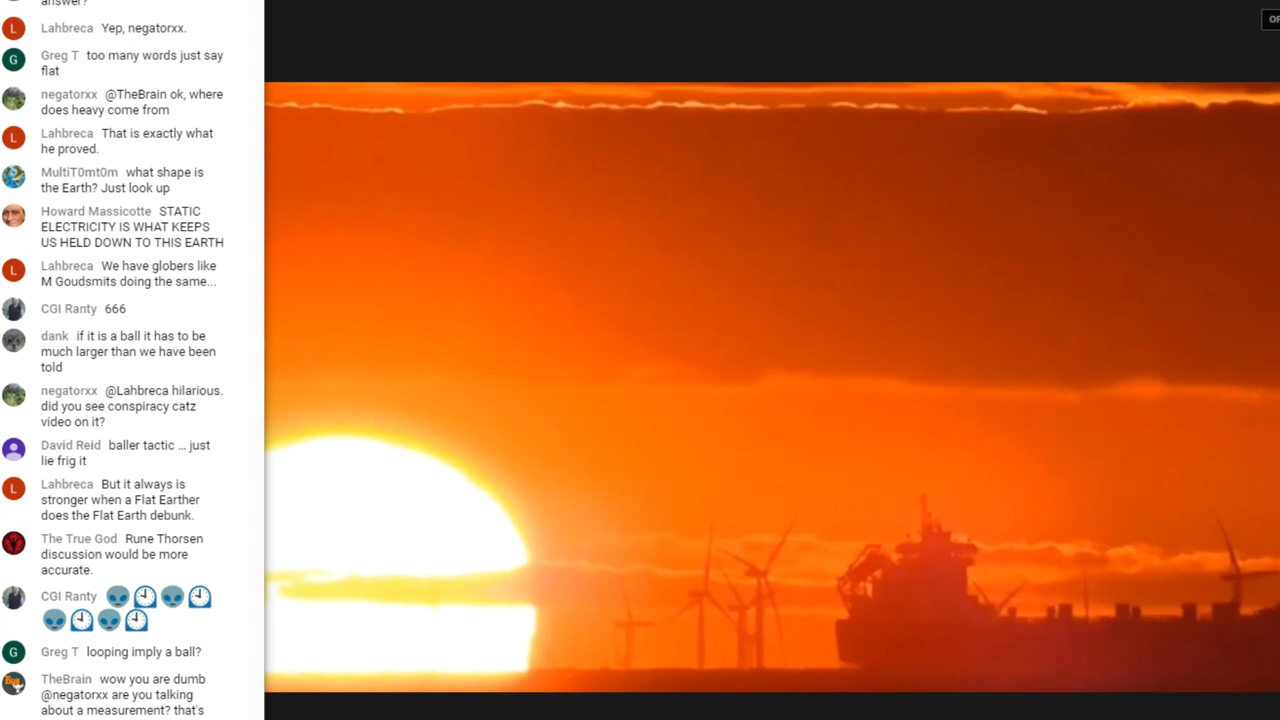 answer?
L Lahbreca Yep, negatorxx.
G Greg T too many words just say
flat
negatorxx @TheBrain ok, where
does heavy come from
L Lahbreca That is exactly what
he proved.
MultiT0mt0m what shape is
the Earth? Just look up
Howard Massicotte STATIC
ELECTRICITY IS WHAT KEEPS
US HELD DOWN TO THIS EARTH
L Lahbreca We have globers like
M Goudsmits doing the same...
CGI Ranty 666
dank if it is a ball it has to be
much larger than we have been
told
negatorxx @Lahbreca hilarious.
did you see conspiracy catz
video on it?
David Reid baller tactic ... just
lie frig it
L Lahbreca But it always is
stronger when a Flat Earther
does the Flat Earth debunk.
The True God Rune Thorsen
discussion would be more
accurate.
CGI Ranty 👽🕘👽🕘
👽🕘👽🕘
G Greg T looping imply a ball?
TheBrain wow you are dumb
@negatorxx are you talking
about a measurement? that's